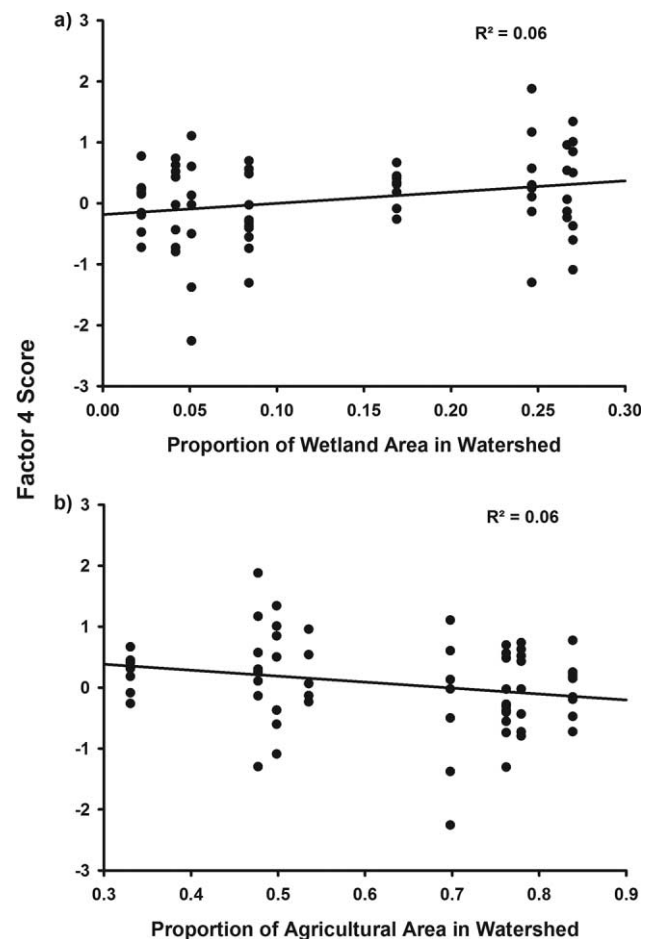 a)
R² = 0.06
3
2
1
0
-1
-2
-3
0.00 0.05 0.10 0.15 0.20 0.25 0.30
Proportion of Wetland Area in Watershed
Factor 4 Score
b)
R² = 0.06
3
2
1
0
-1
-2
-3
0.3 0.4 0.5 0.6 0.7 0.8 0.9
Proportion of Agricultural Area in Watershed